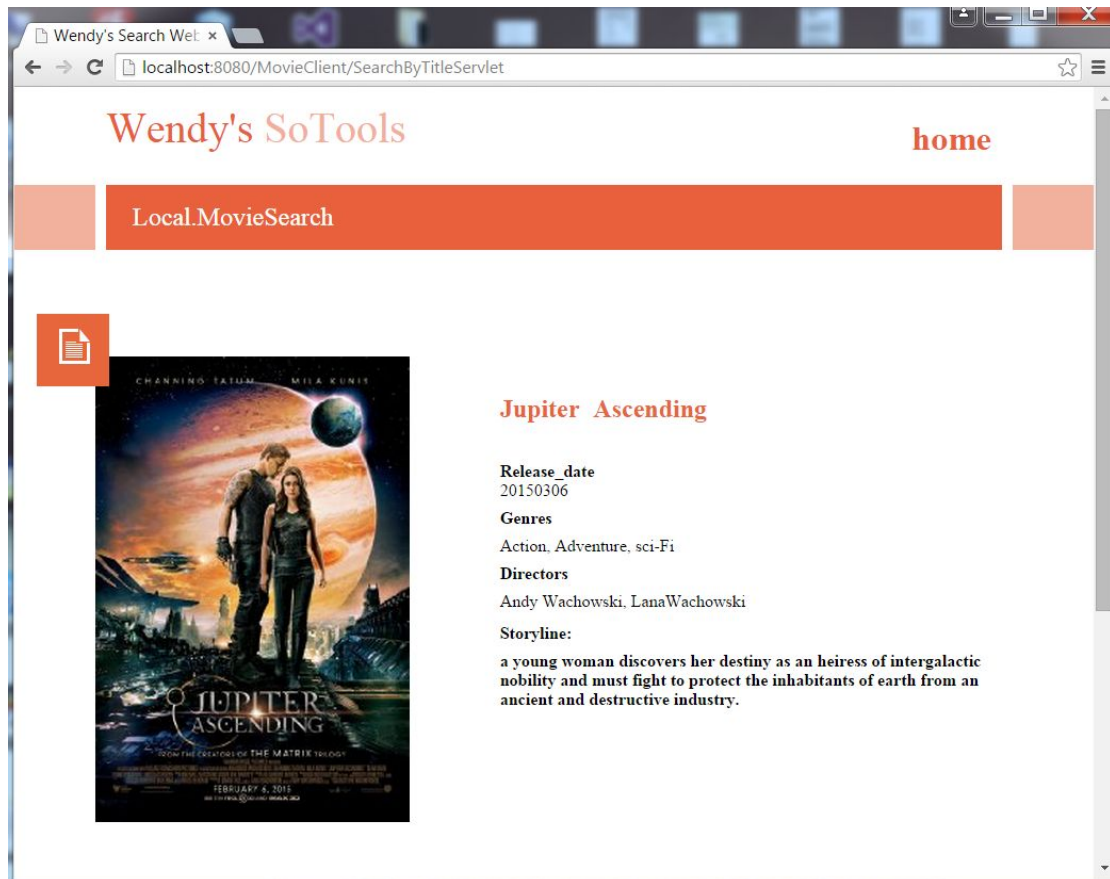 Wendy's Search Web
localhost:8080/MovieClient/SearchByTitleServlet
Wendy's SoTools
home
Local.MovieSearch
CHANNING TATUM MILA KUNIS
JUPITER
ASCENDING
FROM THE CREATORS OF THE MATRIX TRILOGY
FEBRUARY 6, 2015
Jupiter Ascending
Release_date
20150306
Genres
Action, Adventure, sci-Fi
Directors
Andy Wachowski, LanaWachowski
Storyline:
a young woman discovers her destiny as an heiress of intergalactic
nobility and must fight to protect the inhabitants of earth from an
ancient and destructive industry.